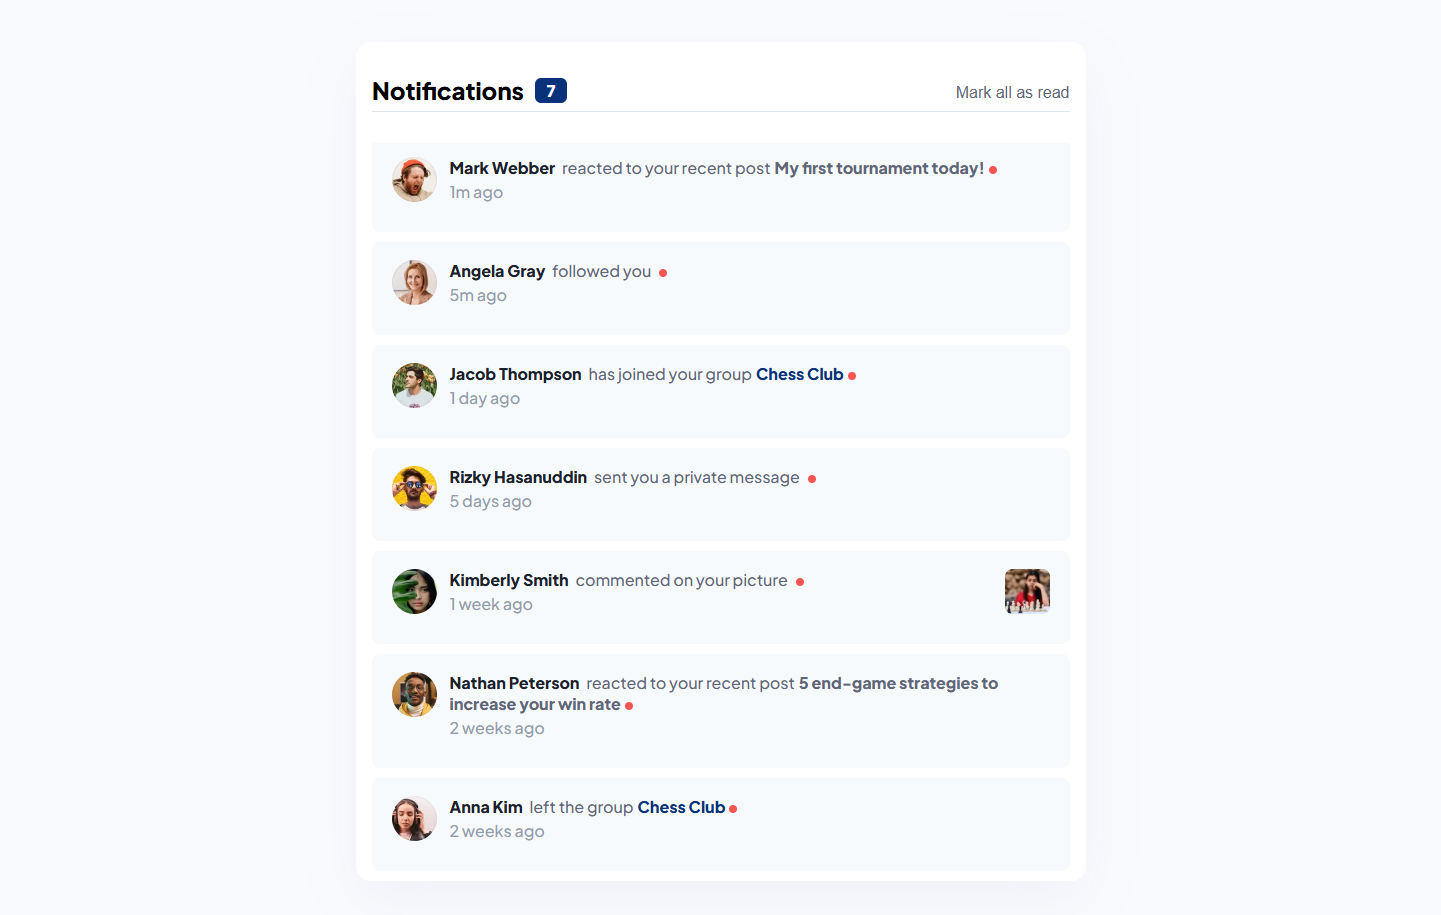 Notifications 7
Mark all as read
Mark Webber reacted to your recent post My first tournament today!
1m ago
Angela Gray followed you
5m ago
Jacob Thompson has joined your group Chess Club
1 day ago
Rizky Hasanuddin sent you a private message
5 days ago
Kimberly Smith commented on your picture
1 week ago
Nathan Peterson reacted to your recent post 5 end-game strategies to
increase your win rate
2 weeks ago
Anna Kim left the group Chess Club
2 weeks ago